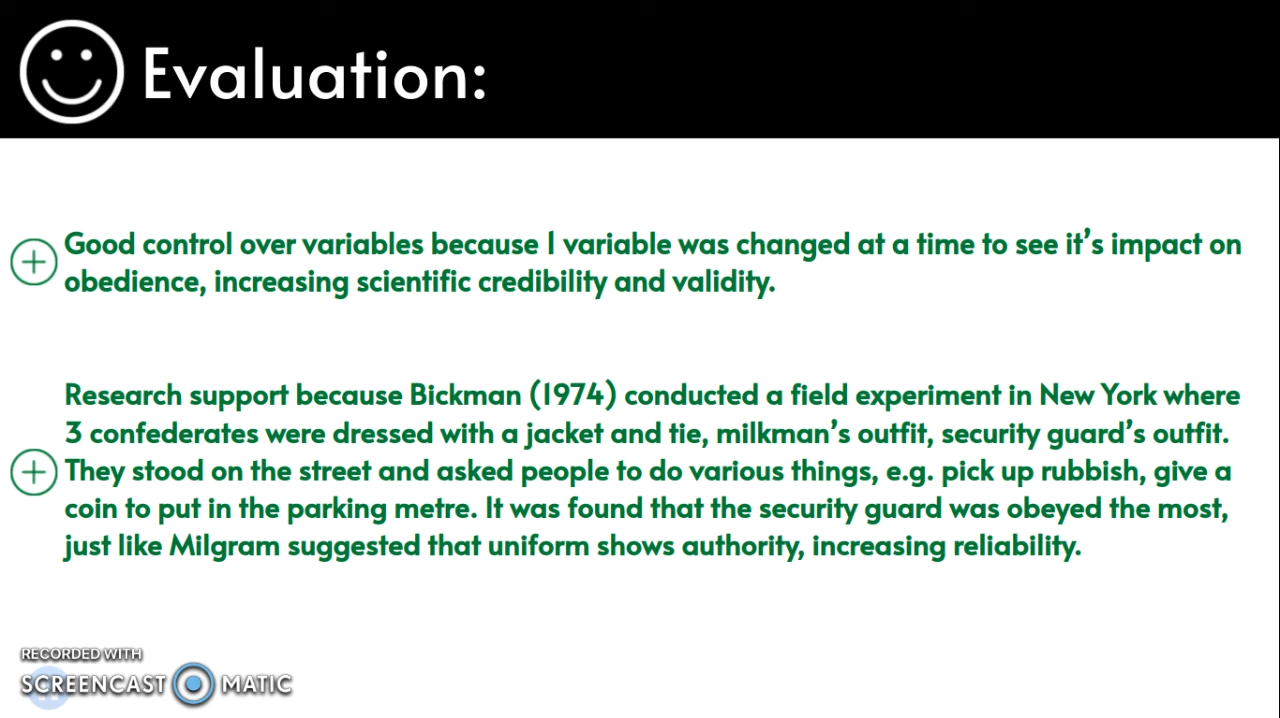 Evaluation:
Good control over variables because 1 variable was changed at a time to see it's impact on
obedience, increasing scientific credibility and validity.
Research support because Bickman (1974) conducted a field experiment in New York where
3 confederates were dressed with a jacket and tie, milkman's outfit, security guard's outfit.
They stood on the street and asked people to do various things, e.g. pick up rubbish, give a
coin to put in the parking metre. It was found that the security guard was obeyed the most,
just like Milgram suggested that uniform shows authority, increasing reliability.
RECORDED WITH
SCREENCAST MATIC